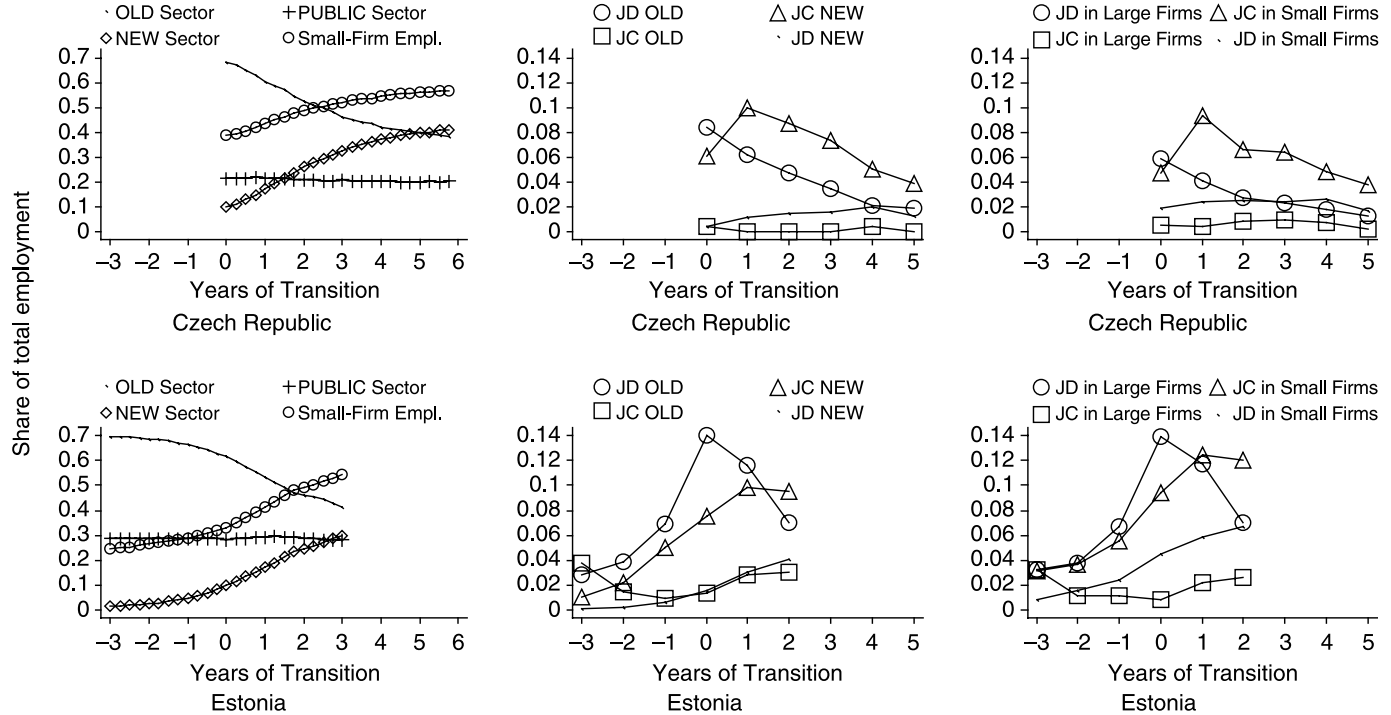 Share of total employment
OLD Sector PUBLIC Sector
NEW Sector Small-Firm Empl.
0.7
0.6
0.5
0.4
0.3
0.2
0.1
0
−3 −2 −1 0 1 2 3 4 5 6
Years of Transition
Czech Republic
JD OLD JC NEW
JC OLD JD NEW
0.14
0.12
0.1
0.08
0.06
0.04
0.02
0
−3 −2 −1 0 1 2 3 4 5
Years of Transition
Czech Republic
JD in Large Firms JC in Small Firms
JC in Large Firms JD in Small Firms
0.14
0.12
0.1
0.08
0.06
0.04
0.02
0
−3 −2 −1 0 1 2 3 4 5
Years of Transition
Czech Republic
OLD Sector PUBLIC Sector
NEW Sector Small-Firm Empl.
0.7
0.6
0.5
0.4
0.3
0.2
0.1
0
−3 −2 −1 0 1 2 3 4 5 6
Years of Transition
Estonia
JD OLD JC NEW
JC OLD JD NEW
0.14
0.12
0.1
0.08
0.06
0.04
0.02
0
−3 −2 −1 0 1 2 3 4 5
Years of Transition
Estonia
JD in Large Firms JC in Small Firms
JC in Large Firms JD in Small Firms
0.14
0.12
0.1
0.08
0.06
0.04
0.02
0
−3 −2 −1 0 1 2 3 4 5
Years of Transition
Estonia